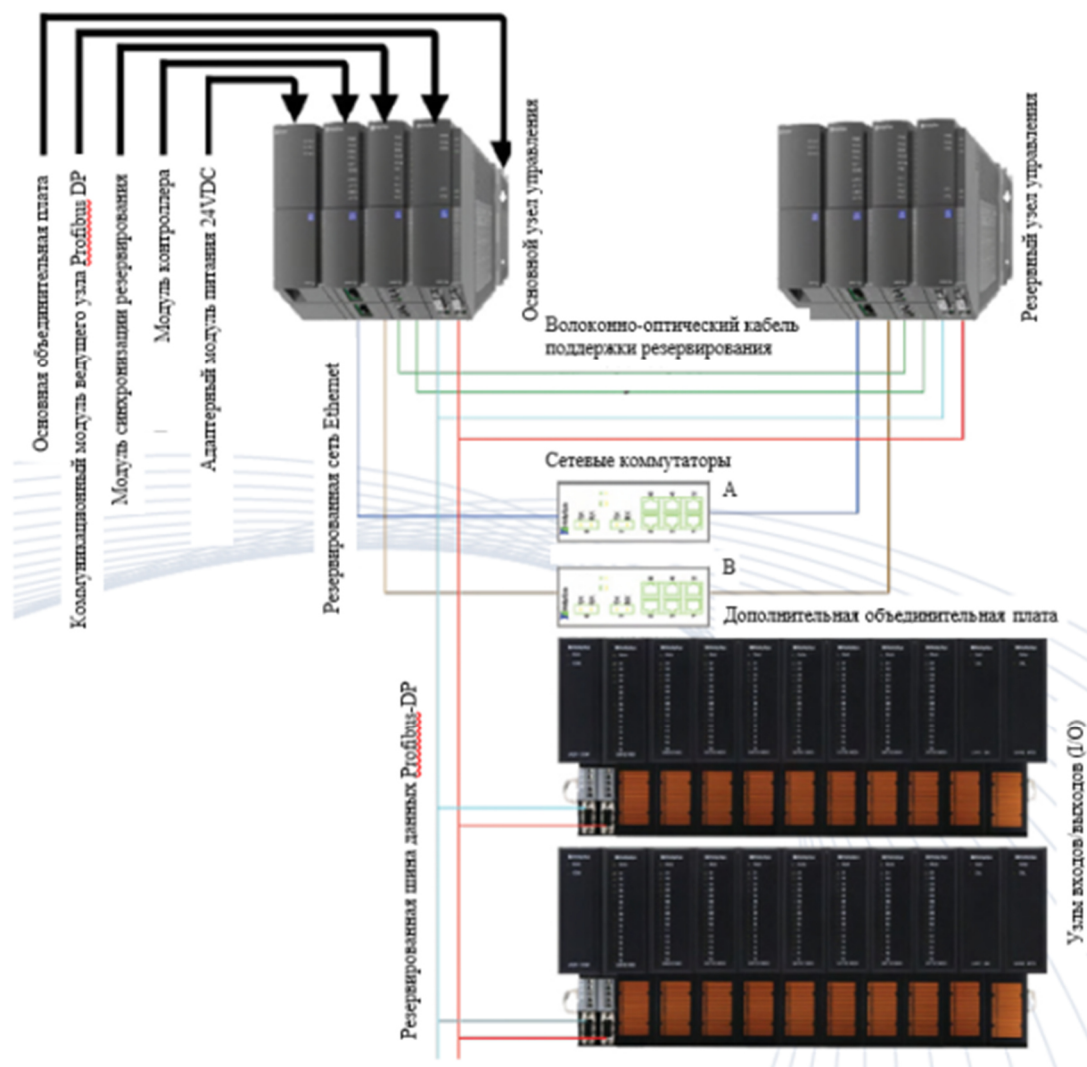 Основная объединительная плата
Коммуникационный модуль ведущего узла Profibus DP
Модуль синхронизации резервирования
Модуль контроллера
Адаптерный модуль питания 24VDC
Основной узел управления
Резервный узел управления
Волоконно-оптический кабель
поддержки резервирования
Резервированная сеть Ethernet
Сетевые коммутаторы
A
B
Дополнительная объединительная плата
Резервированная шина данных Profibus-DP
Узлы входов/выходов (I/O)